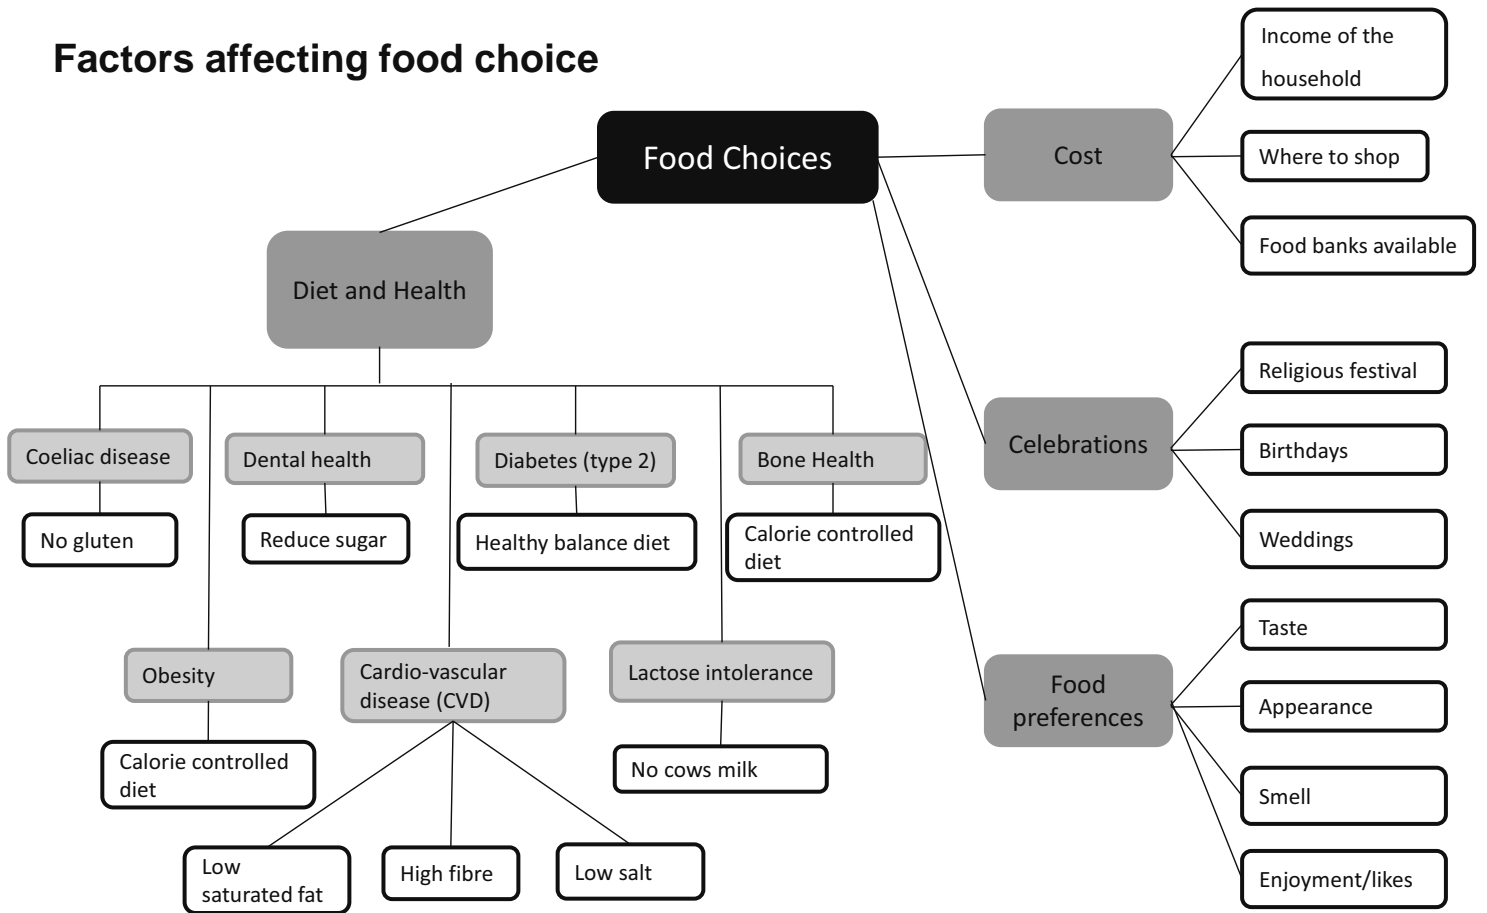 Factors affecting food choice
Food Choices
Cost
Income of the
household
Where to shop
Food banks available
Diet and Health
Coeliac disease
No gluten
Dental health
Reduce sugar
Diabetes (type 2)
Healthy balance diet
Bone Health
Calorie controlled
diet
Obesity
Calorie controlled
diet
Cardio-vascular
disease (CVD)
Low
saturated fat
High fibre
Low salt
Lactose intolerance
No cows milk
Celebrations
Religious festival
Birthdays
Weddings
Food
preferences
Taste
Appearance
Smell
Enjoyment/likes